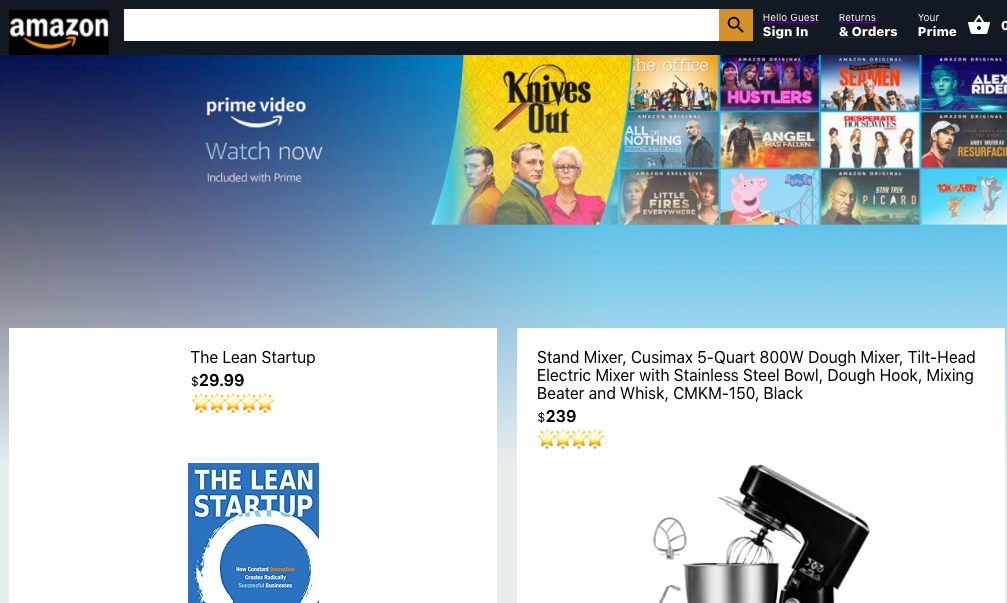 amazon
Hello Guest
Sign In
Returns
& Orders
Your
Prime
0
prime video
Watch now
Included with Prime
Knives
Out
the office
AMAZON ORIGINAL
HUSTLERS
AMAZON ORIGINAL
SEAMEN
AMAZON ORIGINAL
ALEX
RIDER
AMAZON ORIGINAL
ALL OR
NOTHING
MANCHESTER CITY
ANGEL
HAS FALLEN
DESPERATE
HOUSEWIVES
AMAZON ORIGINAL
ANDY MURRAY
RESURFACING
AMAZON EXCLUSIVE
LITTLE
FIRES
EVERYWHERE
Peppa Pig
AMAZON ORIGINAL
STAR TREK
PICARD
TOM and JERRY
The Lean Startup
$29.99
Stand Mixer, Cusimax 5-Quart 800W Dough Mixer, Tilt-Head
Electric Mixer with Stainless Steel Bowl, Dough Hook, Mixing
Beater and Whisk, CMKM-150, Black
$239
THE LEAN
STARTUP
How Constant Innovation
Creates Radically
Successful Businesses